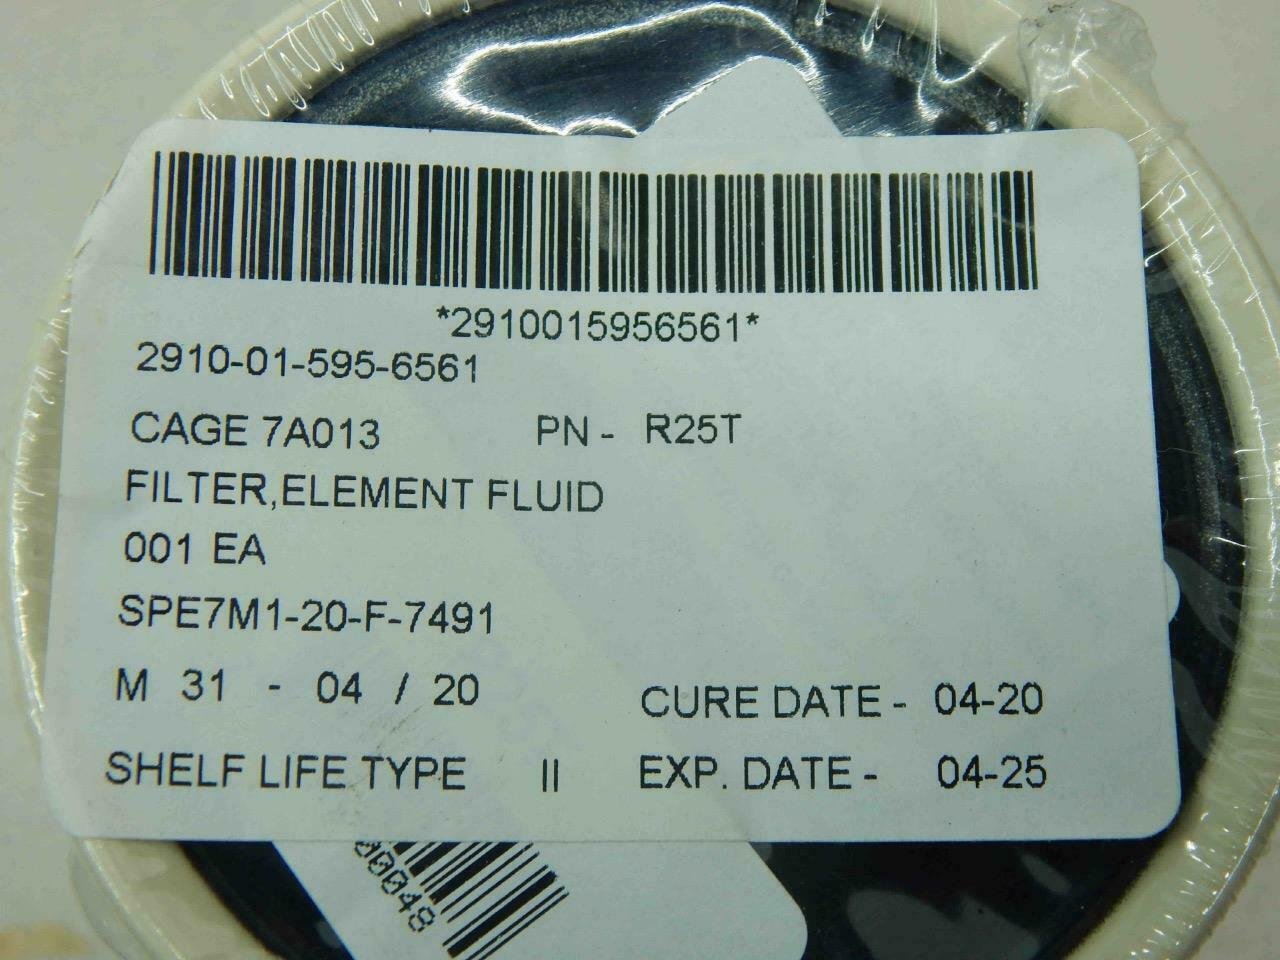 *2910015956561*
2910-01-595-6561
CAGE 7A013 PN - R25T
FILTER,ELEMENT FLUID
001 EA
SPE7M1-20-F-7491
M 31 - 04 / 20 CURE DATE - 04-20
SHELF LIFE TYPE II EXP. DATE - 04-25
00048